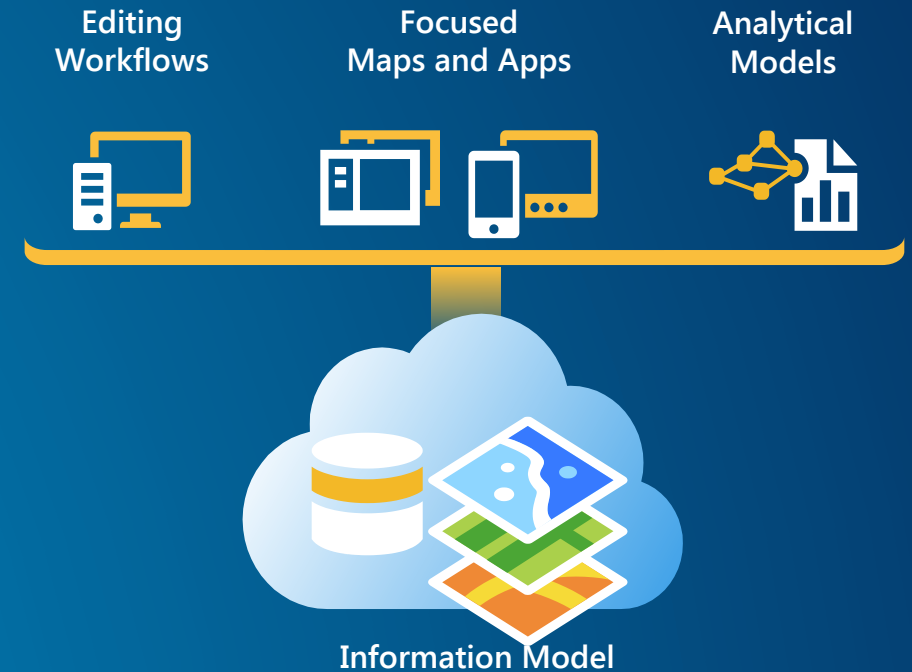 Editing
Workflows
Focused
Maps and Apps
Analytical
Models
Information Model